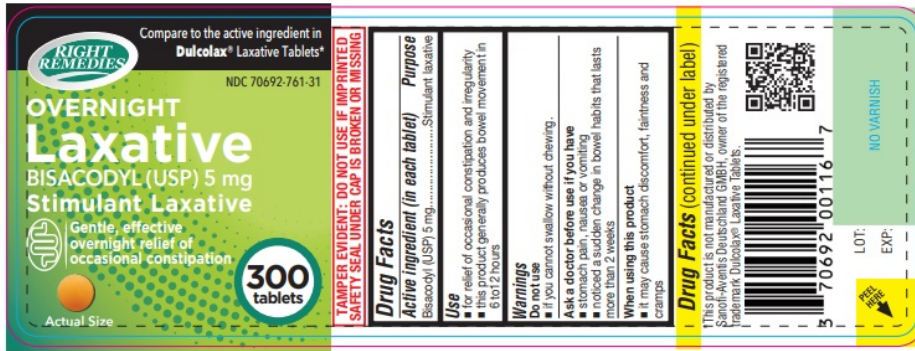 Compare to the active ingredient in
Dulcolax® Laxative Tablets*
RIGHT
REMEDIES
NDC 70692-761-31
OVERNIGHT
Laxative
BISACODYL (USP) 5 mg
Stimulant Laxative
Gentle, effective
overnight relief of
occasional constipation
300
tablets
Actual Size
TAMPER EVIDENT: DO NOT USE IF IMPRINTED
SAFETY SEAL UNDER CAP IS BROKEN OR MISSING
Drug Facts
Active ingredient (in each tablet) Purpose
Bisacodyl (USP) 5 mg......................Stimulant laxative
Use
■ for relief of occasional constipation and irregularity
■ this product generally produces bowel movement in
6 to12 hours
Warnings
Do not use
■ if you cannot swallow without chewing.
Ask a doctor before use if you have
■ stomach pain, nausea or vomiting
■ noticed a sudden change in bowel habits that lasts
more than 2 weeks
When using this product
■ it may cause stomach discomfort, faintness and
cramps
Drug Facts (continued under label)
*This product is not manufactured or distributed by
Sanofi-Aventis Deutschland GMBH, owner of the registered
trademark Dulcolax® Laxative Tablets.
3 70692 00116 7
NO VARNISH
LOT:
EXP:
PEEL
HERE